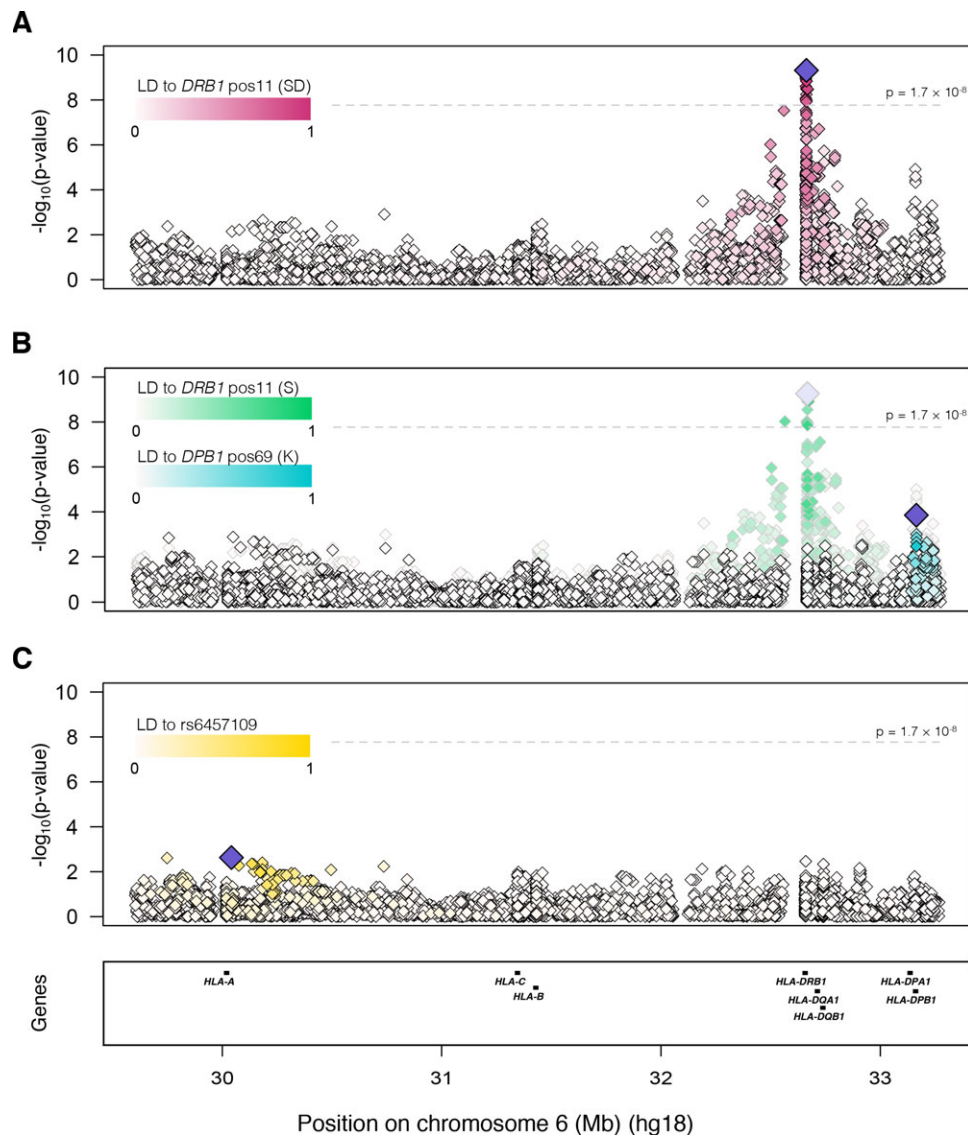 A
10
8
6
4
2
0
-log10(p-value)
LD to DRB1 pos11 (SD)
0 1
p = 1.7 × 10-8
B
10
8
6
4
2
0
-log10(p-value)
LD to DRB1 pos11 (S)
0 1
LD to DPB1 pos69 (K)
0 1
p = 1.7 × 10-8
C
10
8
6
4
2
0
-log10(p-value)
LD to rs6457109
0 1
p = 1.7 × 10-8
Genes
HLA-A HLA-C HLA-DRB1 HLA-DPA1
HLA-B HLA-DQA1 HLA-DPB1
HLA-DQB1
30 31 32 33
Position on chromosome 6 (Mb) (hg18)